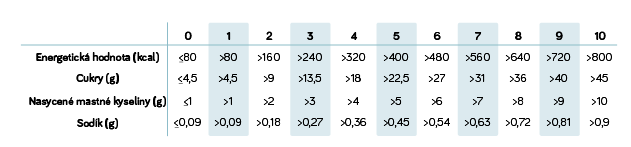 0 1 2 3 4 5 6 7 8 9 10
Energetická hodnota (kcal) ≤80 >80 >160 >240 >320 >400 >480 >560 >640 >720 >800
Cukry (g) ≤4,5 >4,5 >9 >13,5 >18 >22,5 >27 >31 >36 >40 >45
Nasycené mastné kyseliny (g) ≤1 >1 >2 >3 >4 >5 >6 >7 >8 >9 >10
Sodík (g) ≤0,09 >0,09 >0,18 >0,27 >0,36 >0,45 >0,54 >0,63 >0,72 >0,81 >0,9